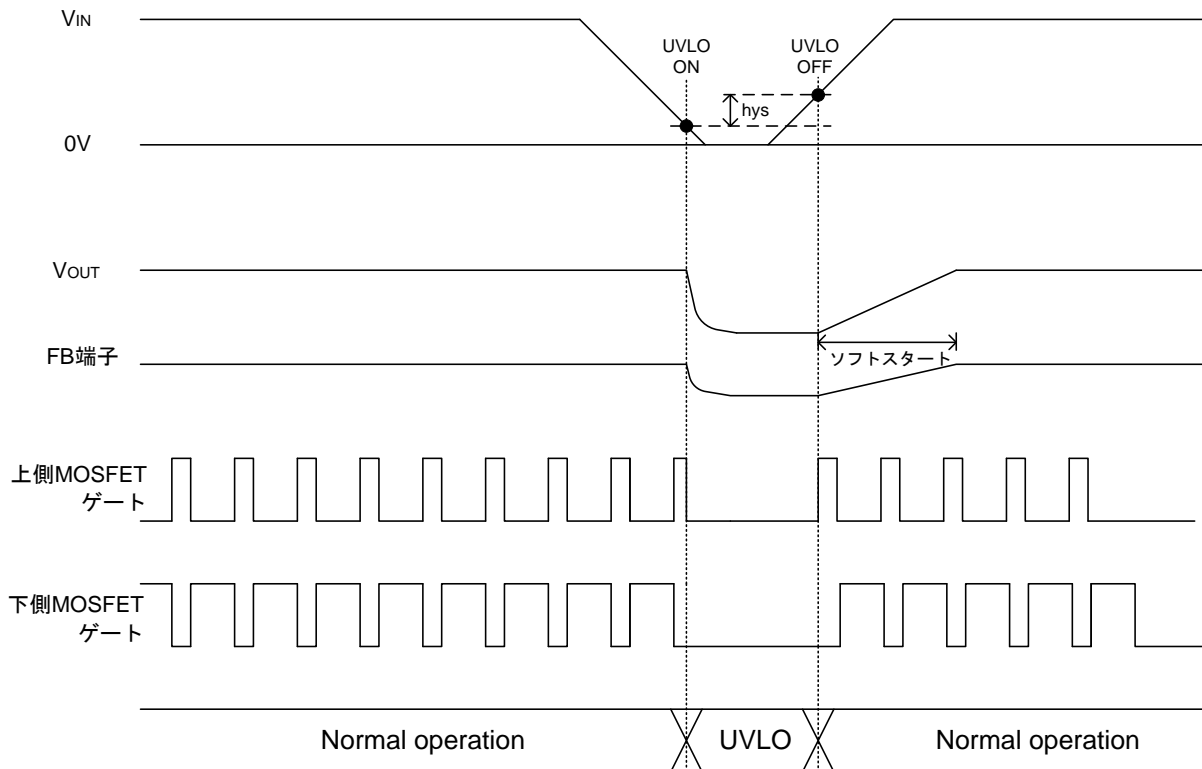 VIN
UVLO
ON
UVLO
OFF
hys
0V
VOUT
FB端子
ソフトスタート
上側MOSFET
ゲート
下側MOSFET
ゲート
Normal operation
UVLO
Normal operation